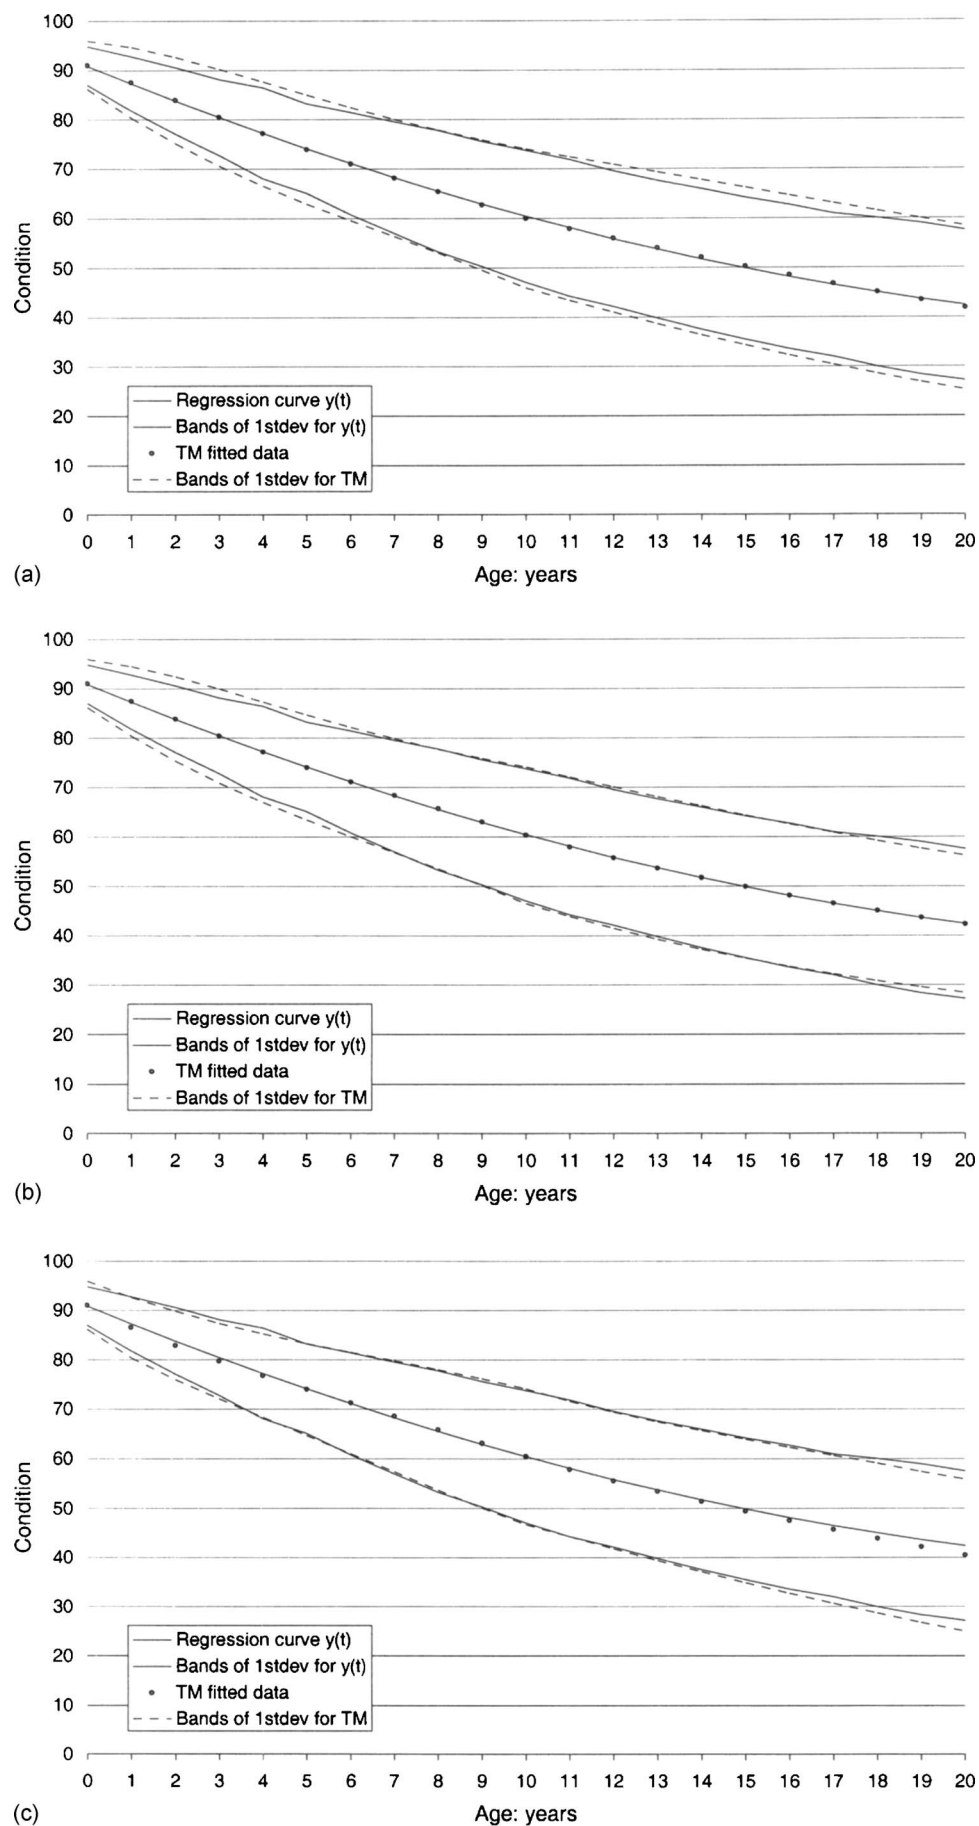 100
90
80
70
60
50
40
30
20
10
0
Condition
Regression curve y(t)
Bands of 1stdev for y(t)
TM fitted data
Bands of 1stdev for TM
0 1 2 3 4 5 6 7 8 9 10 11 12 13 14 15 16 17 18 19 20
(a)
Age: years
100
90
80
70
60
50
40
30
20
10
0
Condition
Regression curve y(t)
Bands of 1stdev for y(t)
TM fitted data
Bands of 1stdev for TM
0 1 2 3 4 5 6 7 8 9 10 11 12 13 14 15 16 17 18 19 20
(b)
Age: years
100
90
80
70
60
50
40
30
20
10
0
Condition
Regression curve y(t)
Bands of 1stdev for y(t)
TM fitted data
Bands of 1stdev for TM
0 1 2 3 4 5 6 7 8 9 10 11 12 13 14 15 16 17 18 19 20
(c)
Age: years